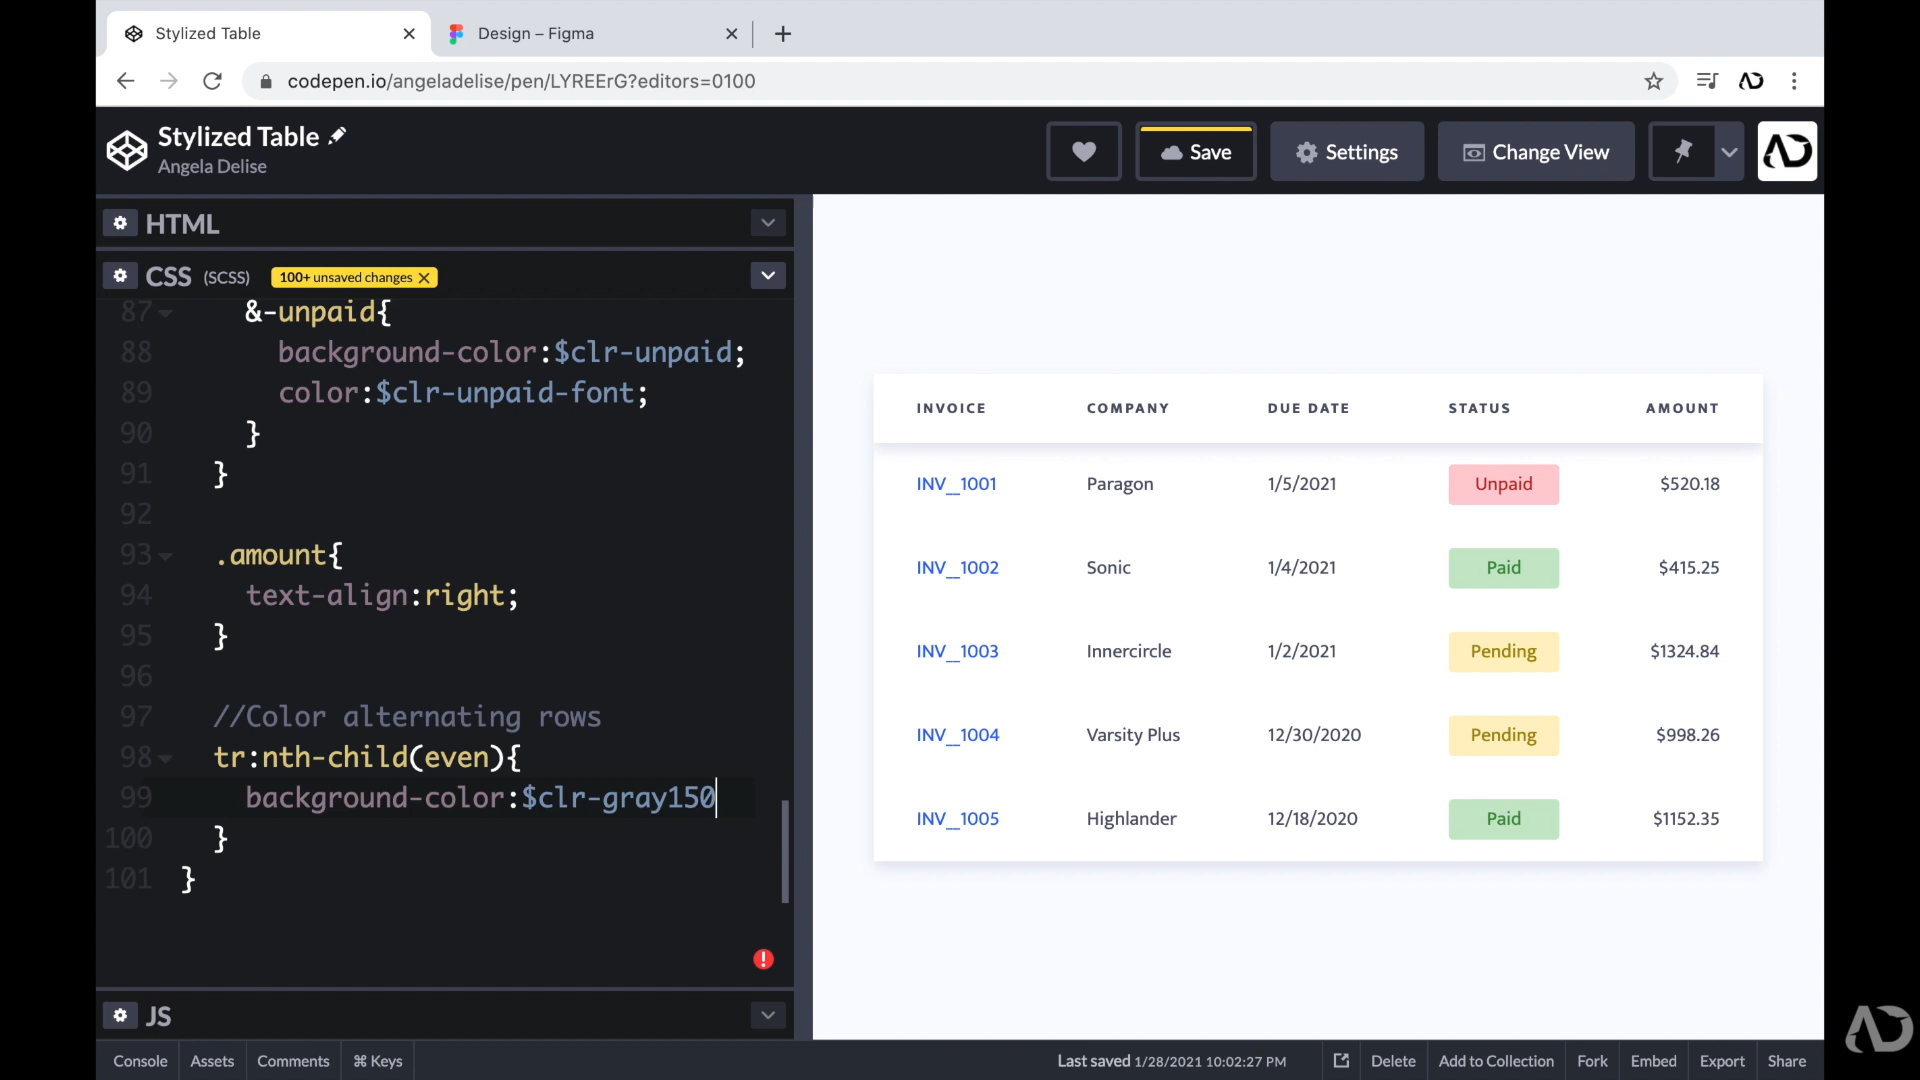 Stylized Table
Design – Figma
codepen.io/angeladelise/pen/LYREErG?editors=0100
Stylized Table
Angela Delise
Save
Settings
Change View
HTML
CSS (SCSS) 100+ unsaved changes
87 &-unpaid{
88 background-color:$clr-unpaid;
89 color:$clr-unpaid-font;
90 }
91 }
92
93 .amount{
94 text-align:right;
95 }
96
97 //Color alternating rows
98 tr:nth-child(even){
99 background-color:$clr-gray150
100 }
101 }
JS
INVOICE COMPANY DUE DATE STATUS AMOUNT
INV__1001 Paragon 1/5/2021 Unpaid $520.18
INV__1002 Sonic 1/4/2021 Paid $415.25
INV__1003 Innercircle 1/2/2021 Pending $1324.84
INV__1004 Varsity Plus 12/30/2020 Pending $998.26
INV__1005 Highlander 12/18/2020 Paid $1152.35
Console Assets Comments ⌘ Keys
Last saved 1/28/2021 10:02:27 PM Delete Add to Collection Fork Embed Export Share